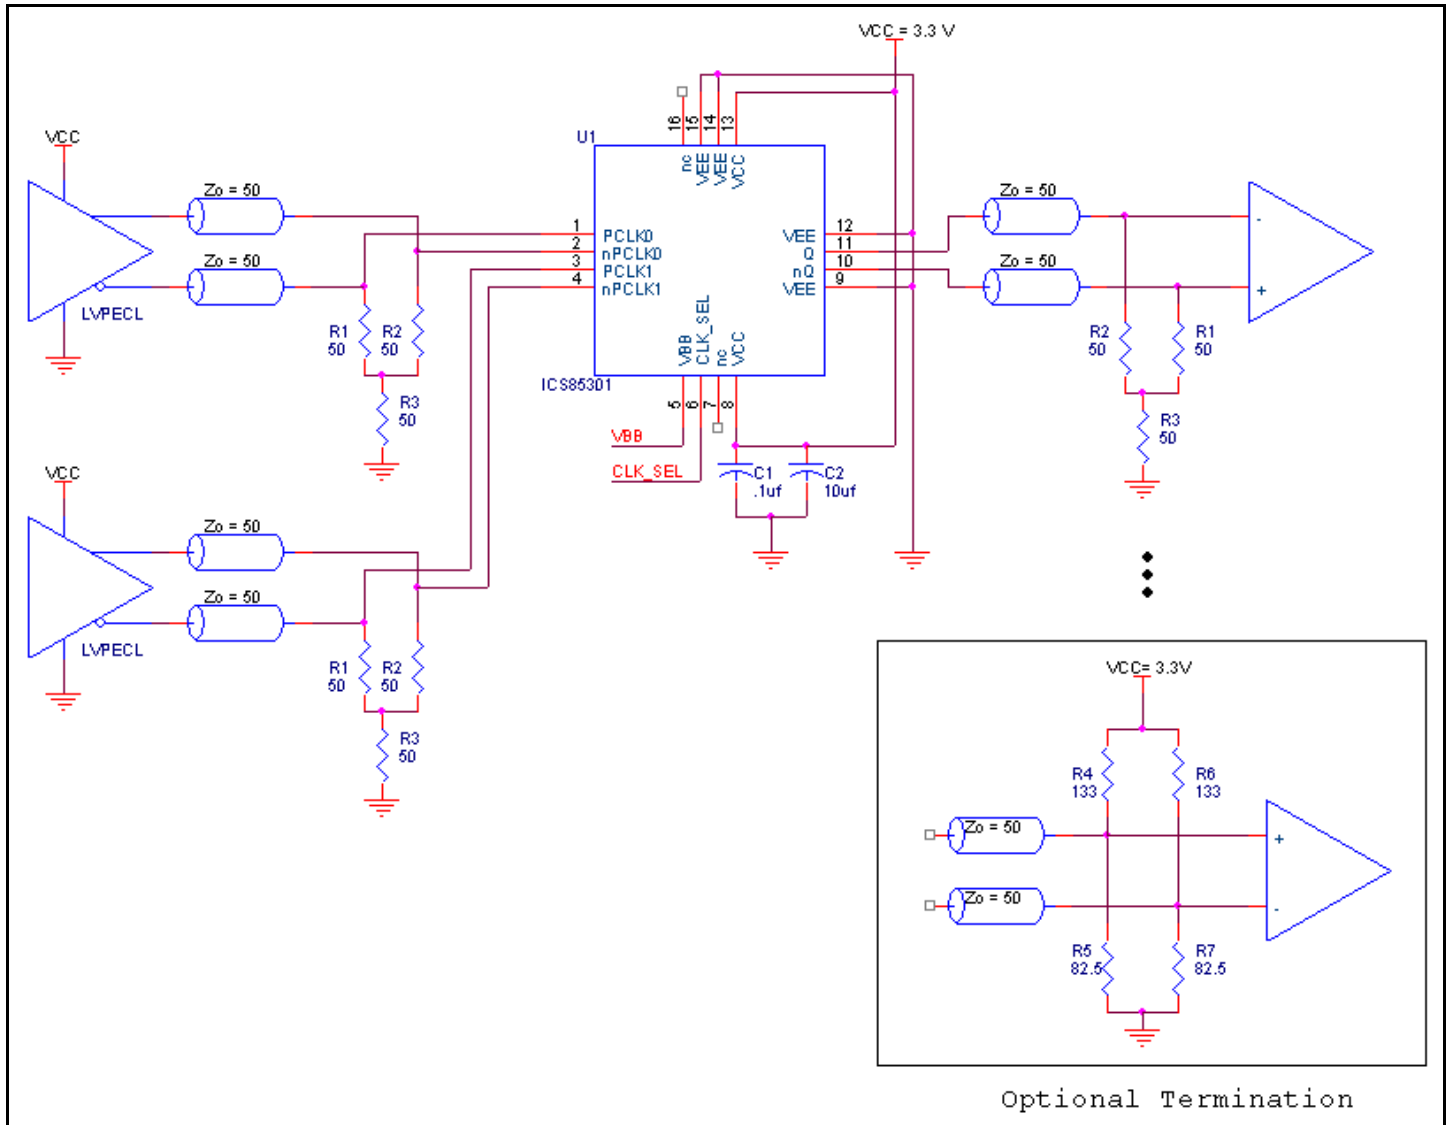 VCC = 3.3 V
U1
16
15
14
13
nc
VEE
VEE
VCC
VCC
Zo = 50
Zo = 50
LVPECL
R1
50
R2
50
R3
50
1
2
3
4
PCLK0
nPCLK0
PCLK1
nPCLK1
VEE
Q
nQ
VEE
12
11
10
9
VBB
CLK_SEL
nc
VCC
5
6
7
8
ICS85301
VBB
CLK_SEL
C1
.1uf
C2
10uf
Zo = 50
Zo = 50
-
+
R2
50
R1
50
R3
50
VCC
Zo = 50
Zo = 50
LVPECL
R1
50
R2
50
R3
50
VCC= 3.3V
R4
133
R6
133
Zo = 50
Zo = 50
+
-
R5
82.5
R7
82.5
Optional Termination